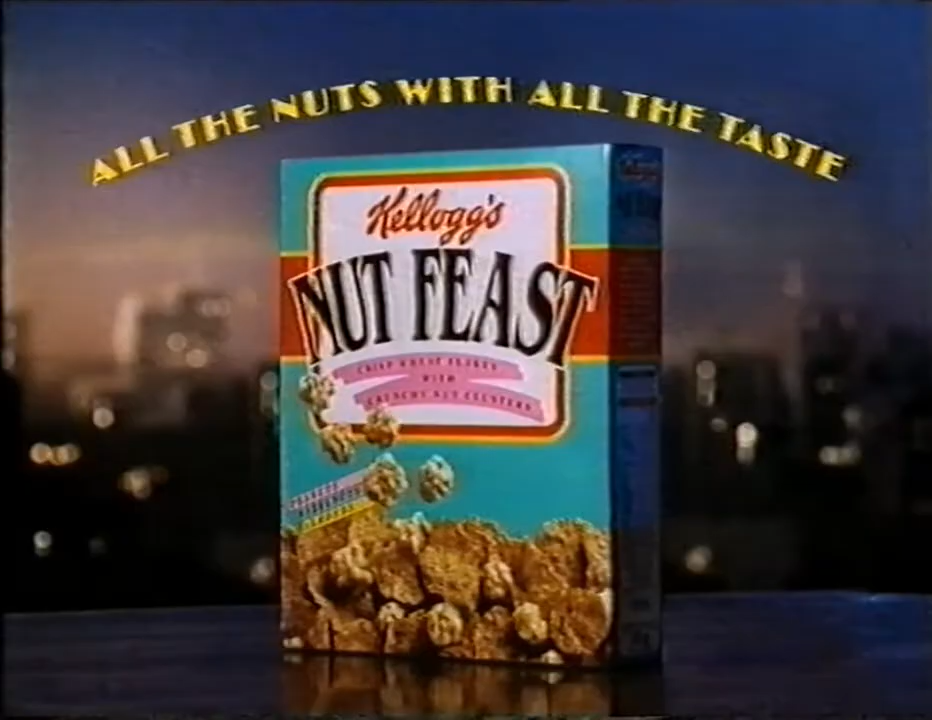 ALL THE NUTS WITH ALL THE TASTE
Kellogg's
NUT FEAST
CRISP WHEAT FLAKES
WITH
CRUNCHY NUT CLUSTERS